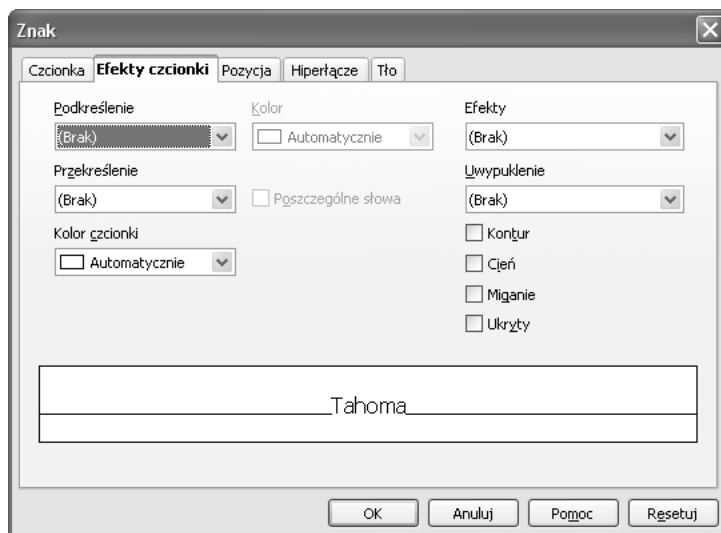 Znak
Czcionka Efekty czcionki Pozycja Hiperłącze Tło
Podkreślenie Kolor Efekty
(Brak) Automatycznie (Brak)
Przekreślenie Uwypuklenie
(Brak) Poszczególne słowa (Brak)
Kolor czcionki Kontur
Automatycznie Cień
Miganie
Ukryty
Tahoma
OK Anuluj Pomoc Resetuj